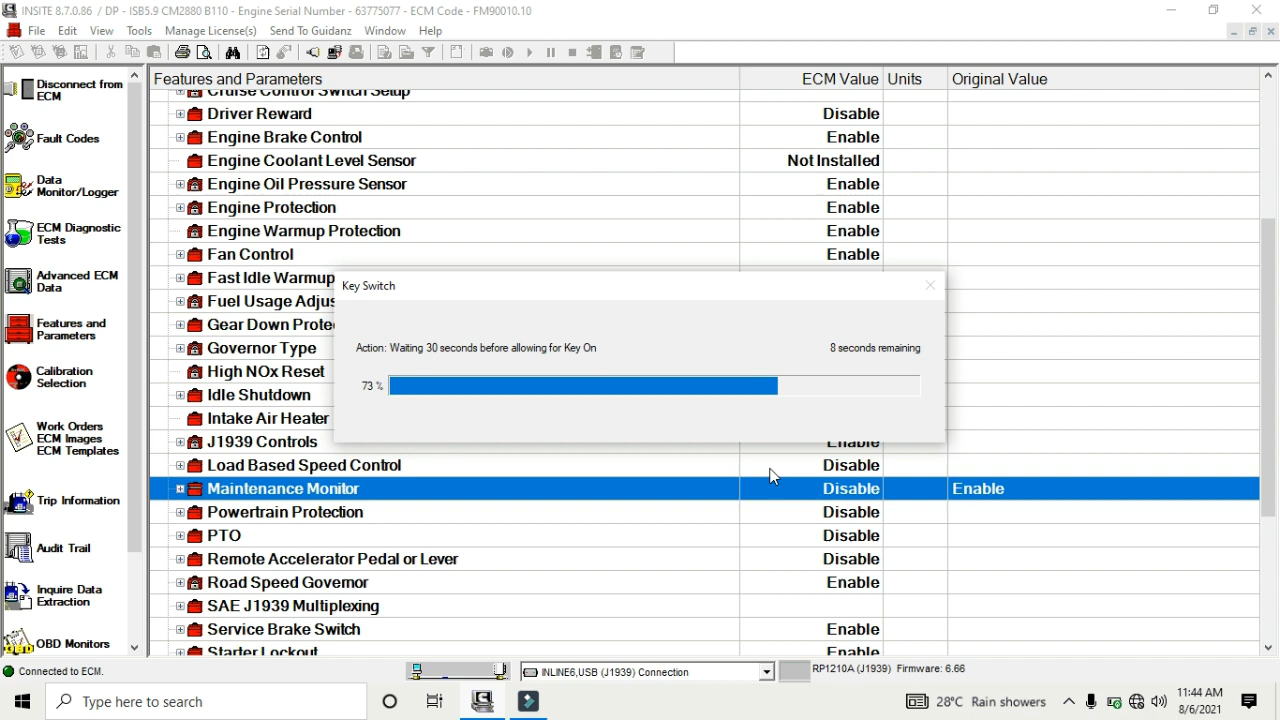 INSITE 8.7.0.86 / DP - ISB5.9 CM2880 B110 - Engine Serial Number - 63775077 - ECM Code - FM90010.10
File Edit View Tools Manage License(s) Send To Guidanz Window Help
Disconnect from
ECM
Fault Codes
Data
Monitor/Logger
ECM Diagnostic
Tests
Advanced ECM
Data
Features and
Parameters
Calibration
Selection
Work Orders
ECM Images
ECM Templates
Trip Information
Audit Trail
Inquire Data
Extraction
OBD Monitors
Features and Parameters ECM Value Units Original Value
Cruise Control Switch Setup
Driver Reward Disable
Engine Brake Control Enable
Engine Coolant Level Sensor Not Installed
Engine Oil Pressure Sensor Enable
Engine Protection Enable
Engine Warmup Protection Enable
Fan Control Enable
Fast Idle Warmup
Fuel Usage Adjus
Gear Down Prote
Governor Type
High NOx Reset
Idle Shutdown
Intake Air Heater
J1939 Controls Enable
Load Based Speed Control Disable
Maintenance Monitor Disable Enable
Powertrain Protection Disable
PTO Disable
Remote Accelerator Pedal or Lever Disable
Road Speed Governor Enable
SAE J1939 Multiplexing
Service Brake Switch Enable
Starter Lockout Enable
Key Switch
Action: Waiting 30 seconds before allowing for Key On 8 seconds remaining
73 %
Connected to ECM. INLINE6,USB (J1939) Connection RP1210A (J1939) Firmware: 6.66
Type here to search 28°C Rain showers 11:44 AM
8/6/2021